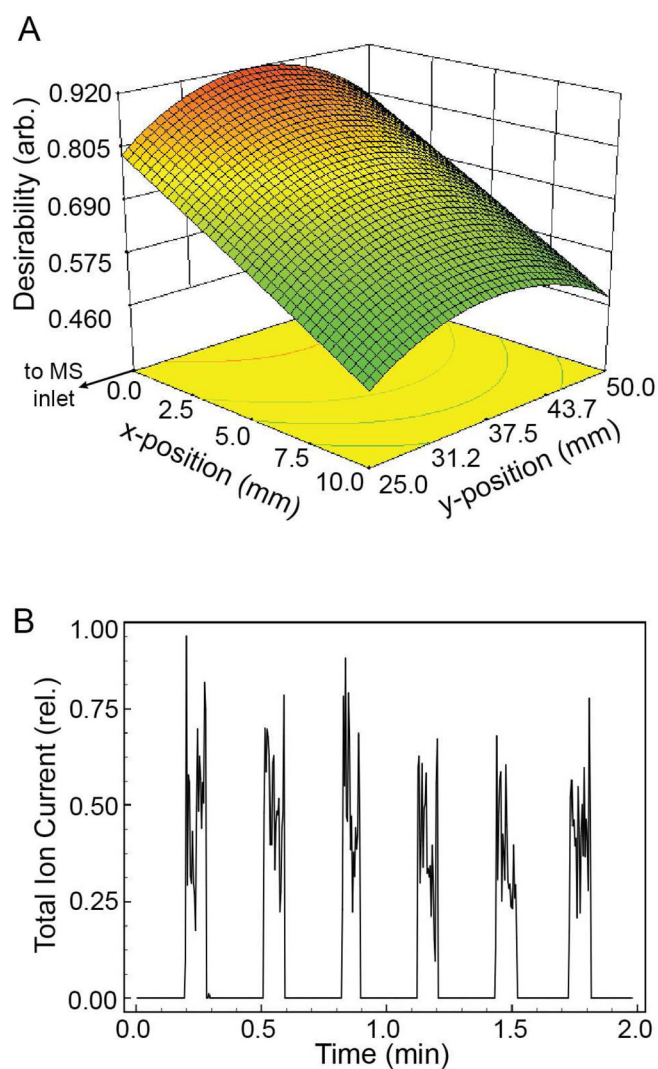 A
Desirability (arb.)
0.920
0.805
0.690
0.575
0.460
to MS
inlet
0.0
2.5
5.0
7.5
10.0
x-position (mm)
25.0
31.2
37.5
43.7
50.0
y-position (mm)
B
Total Ion Current (rel.)
1.00
0.75
0.50
0.25
0.00
0.0
0.5
1.0
1.5
2.0
Time (min)